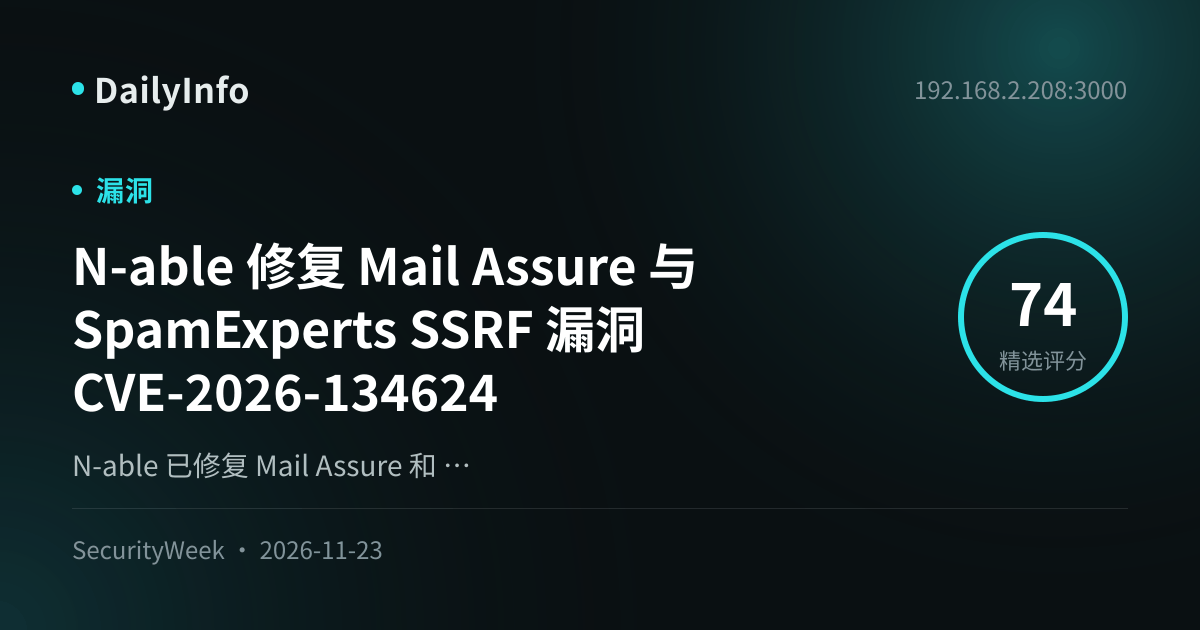 DailyInfo
192.168.2.208:3000
漏洞
N-able 修复 Mail Assure 与
SpamExperts SSRF 漏洞
CVE-2026-134624
74
精选评分
N-able 已修复 Mail Assure 和 …
SecurityWeek · 2026-11-23